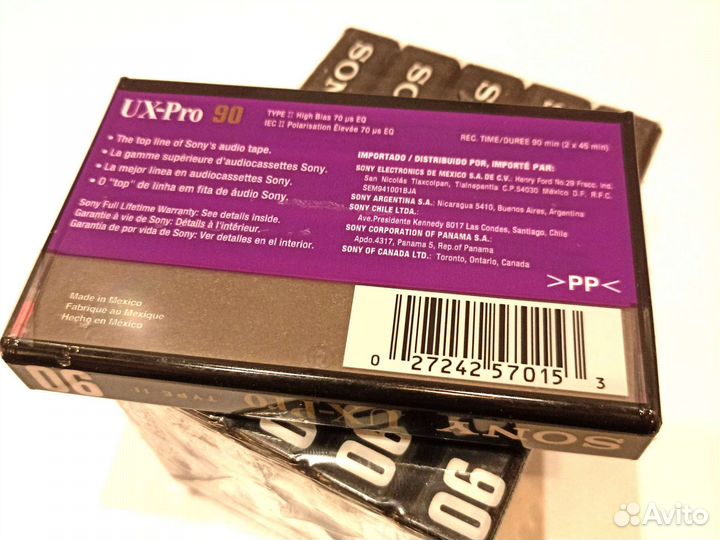 SONY
UX-Pro 90
TYPE II High Bias 70 µs EQ
IEC II Polarisation Élevée 70 µs EQ
REC. TIME/DUREE 90 min (2 x 45 min)
• The top line of Sony's audio tape.
• La gamme supérieure d'audiocassettes Sony.
• La mejor linea en audiocassettes Sony.
• O "top" de linha em fita de áudio Sony.
Sony Full Lifetime Warranty: See details inside.
Garantie à vie de Sony: Détails à l'intérieur.
Garantía de por vida de Sony: Ver detalles en el interior.
IMPORTADO / DISTRIBUIDO POR, IMPORTÉ PAR:
SONY ELECTRONICS DE MEXICO S.A. DE C.V.: Henry Ford No.29 Fracc. Ind.
San Nicolás Tlaxcolpan, Tlalnepantla C.P.54030 México D.F. R.F.C.
SEM941001BJA
SONY ARGENTINA S.A.: Nicaragua 5410, Buenos Aires, Argentina
SONY CHILE LTDA.:
Ave.Presidente Kennedy 8017 Las Condes, Santiago, Chile
SONY CORPORATION OF PANAMA S.A.:
Apdo.4317, Panama 5, Rep.of Panama
SONY OF CANADA LTD.: Toronto, Ontario, Canada
>PP<
Made in Mexico
Fabriqué au Mexique
Hecho en México
0 27242 57015 3
90 TYPE II UX-PRO SONY
90
90
90
Avito